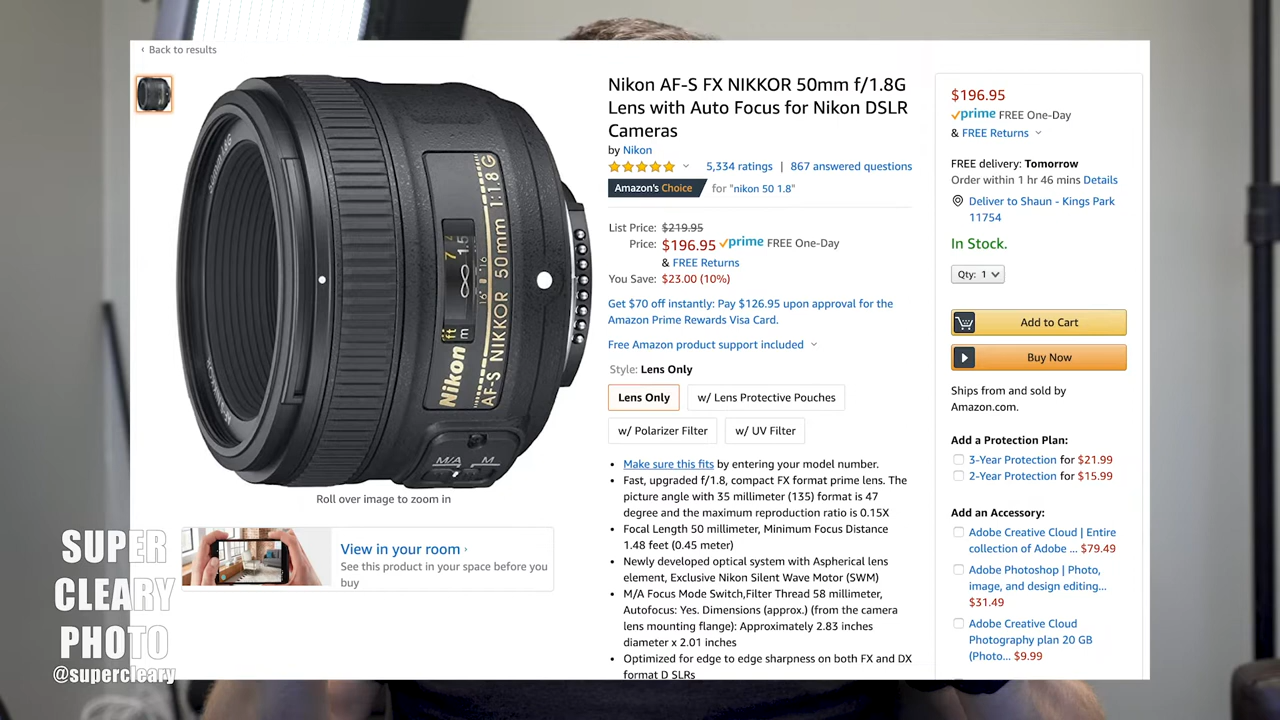 Back to results
Nikon AF-S FX NIKKOR 50mm f/1.8G
Lens with Auto Focus for Nikon DSLR
Cameras
by Nikon
5,334 ratings | 867 answered questions
Amazon's Choice for "nikon 50 1.8"
List Price: $219.95
Price: $196.95 prime FREE One-Day
& FREE Returns
You Save: $23.00 (10%)
Get $70 off instantly: Pay $126.95 upon approval for the
Amazon Prime Rewards Visa Card.
Free Amazon product support included
Style: Lens Only
Lens Only
w/ Lens Protective Pouches
w/ Polarizer Filter
w/ UV Filter
• Make sure this fits by entering your model number.
• Fast, upgraded f/1.8, compact FX format prime lens. The
picture angle with 35 millimeter (135) format is 47
degree and the maximum reproduction ratio is 0.15X
• Focal Length 50 millimeter, Minimum Focus Distance
1.48 feet (0.45 meter)
• Newly developed optical system with Aspherical lens
element, Exclusive Nikon Silent Wave Motor (SWM)
• M/A Focus Mode Switch,Filter Thread 58 millimeter,
Autofocus: Yes. Dimensions (approx.) (from the camera
lens mounting flange): Approximately 2.83 inches
diameter x 2.01 inches
• Optimized for edge to edge sharpness on both FX and DX
format D SLRs
$196.95
prime FREE One-Day
& FREE Returns
FREE delivery: Tomorrow
Order within 1 hr 46 mins Details
Deliver to Shaun - Kings Park
11754
In Stock.
Qty: 1
Add to Cart
Buy Now
Ships from and sold by
Amazon.com.
Add a Protection Plan:
3-Year Protection for $21.99
2-Year Protection for $15.99
Add an Accessory:
Adobe Creative Cloud | Entire
collection of Adobe ... $79.49
Adobe Photoshop | Photo,
image, and design editing...
$31.49
Adobe Creative Cloud
Photography plan 20 GB
(Photo... $9.99
Nikon
AF-S NIKKOR 50mm 1:1.8G
ft
m
7
1.5
∞
16 16
M/A M
Roll over image to zoom in
View in your room
See this product in your space before you
buy
SUPER
CLEARY
PHOTO
@supercleary